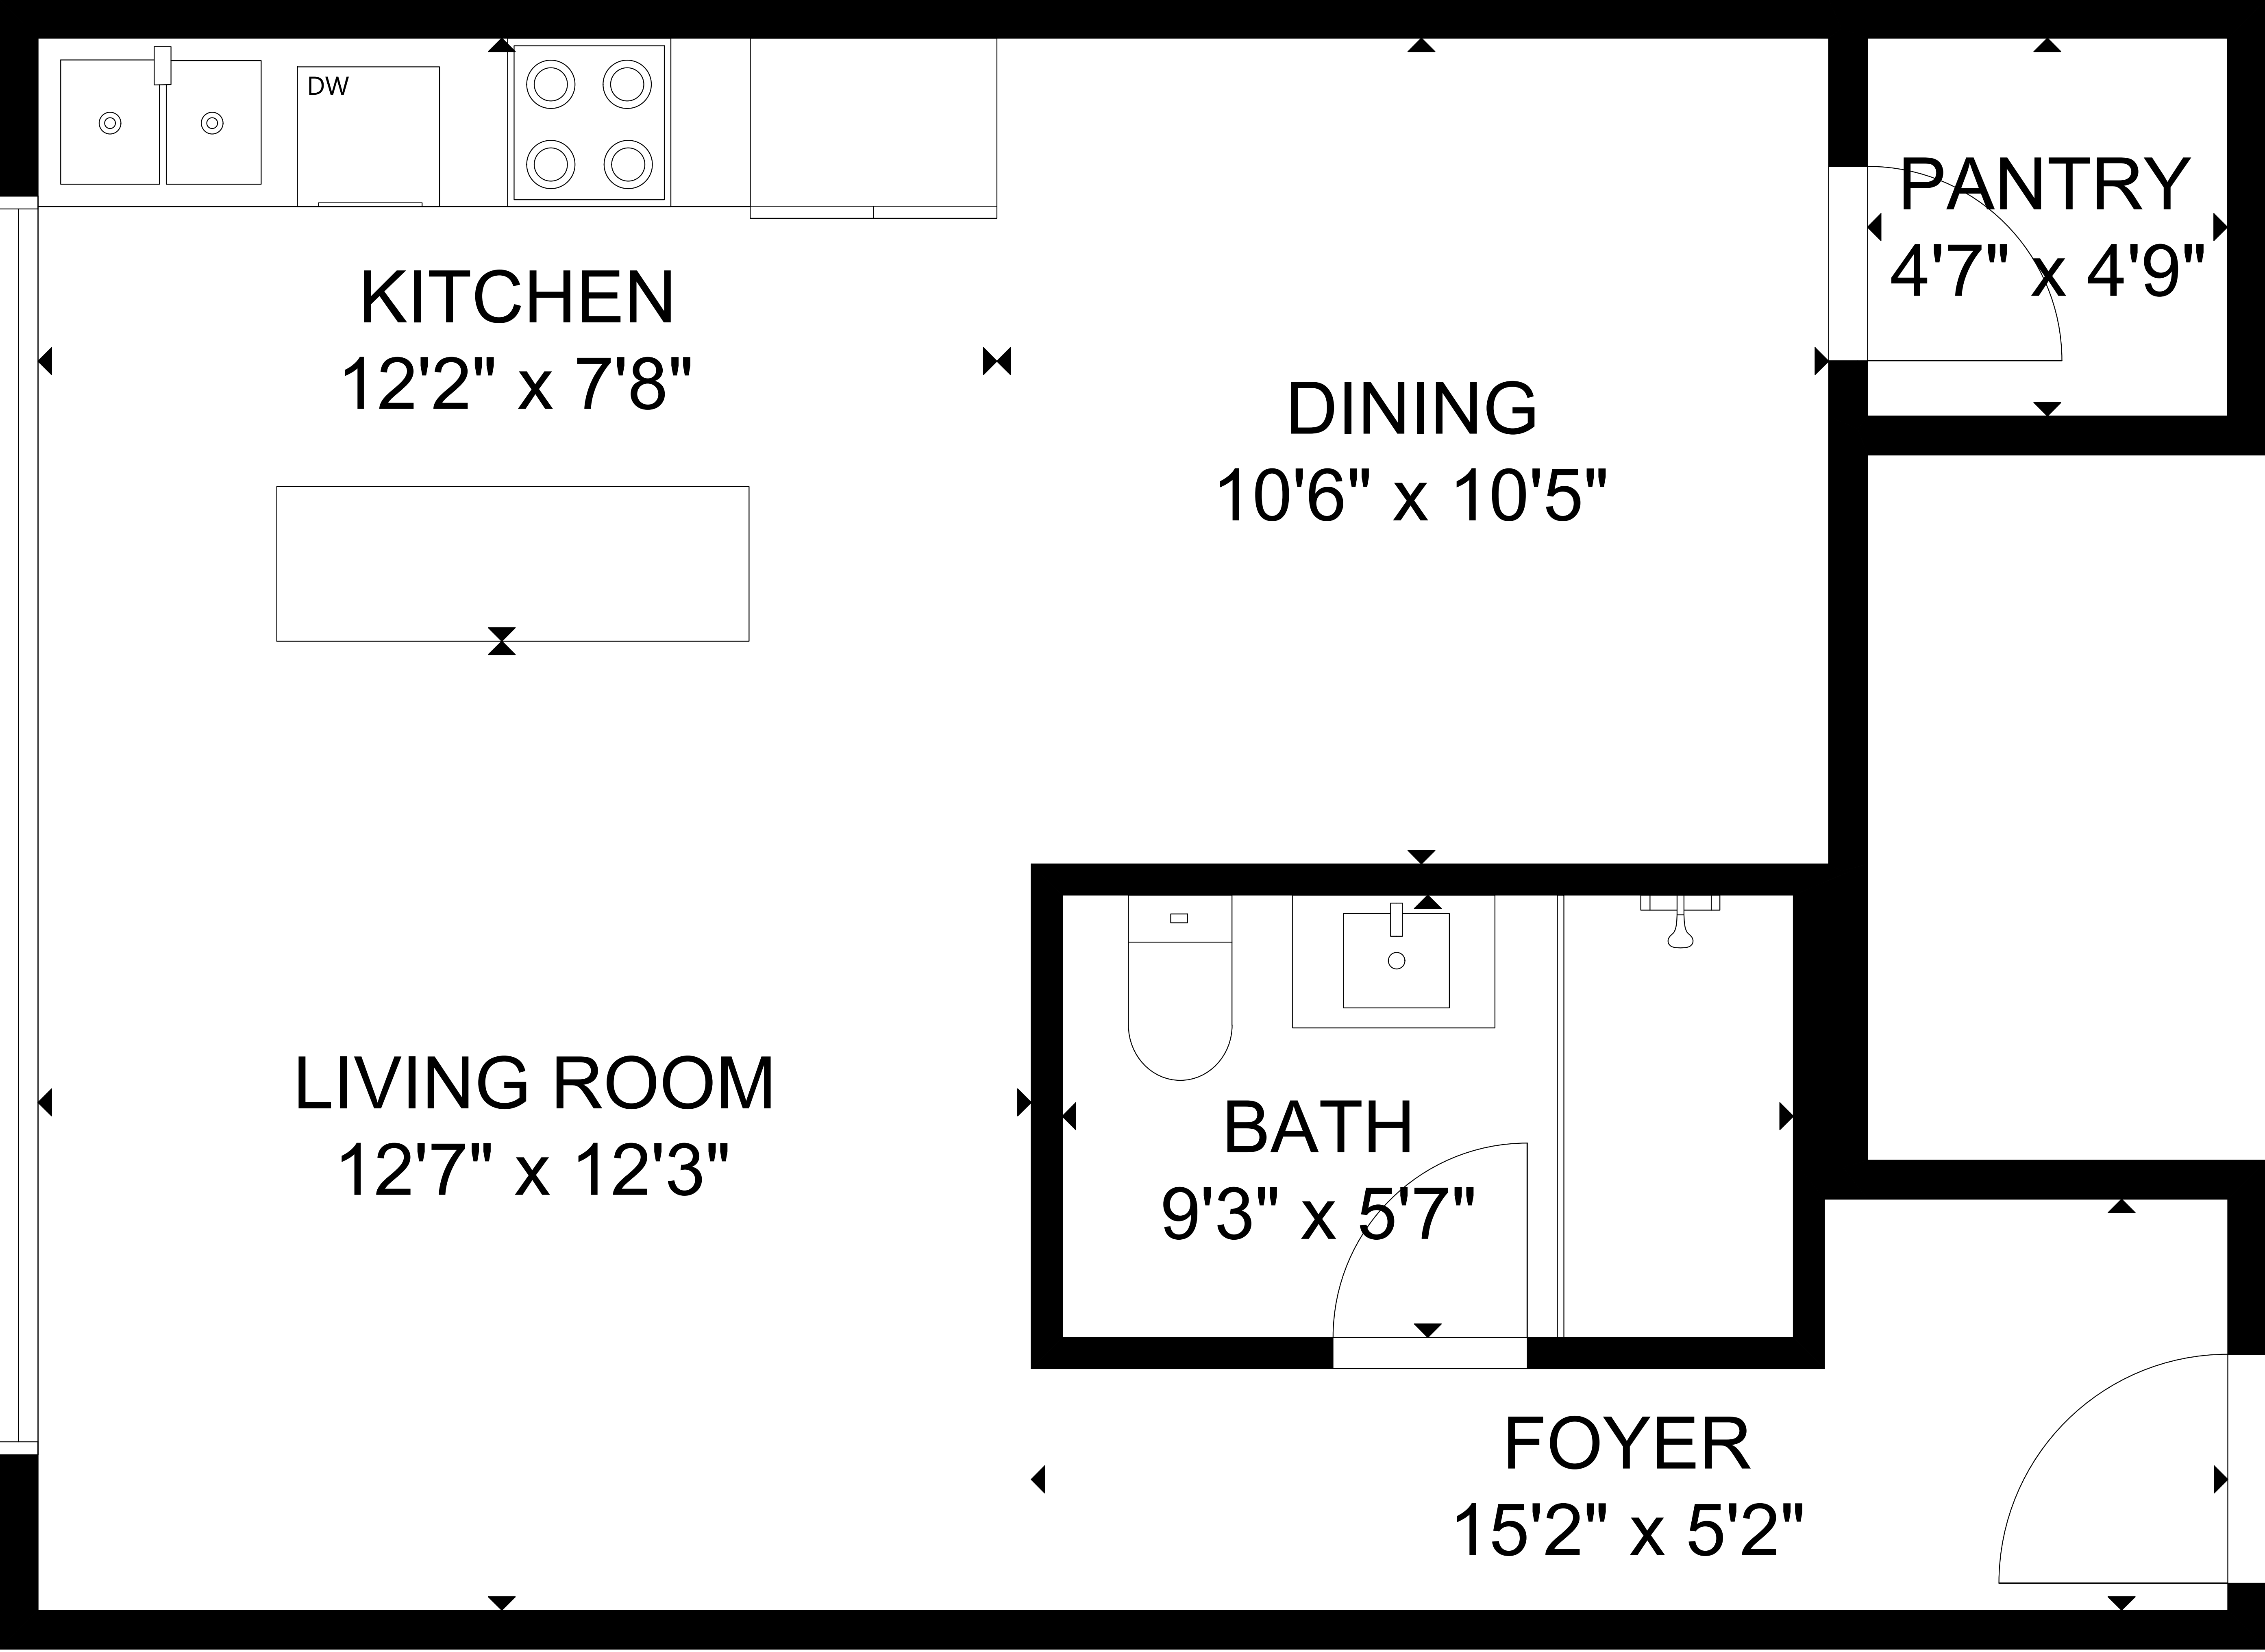 DW
KITCHEN
12'2" x 7'8"
DINING
10'6" x 10'5"
PANTRY
4'7" x 4'9"
LIVING ROOM
12'7" x 12'3"
BATH
9'3" x 5'7"
FOYER
15'2" x 5'2"